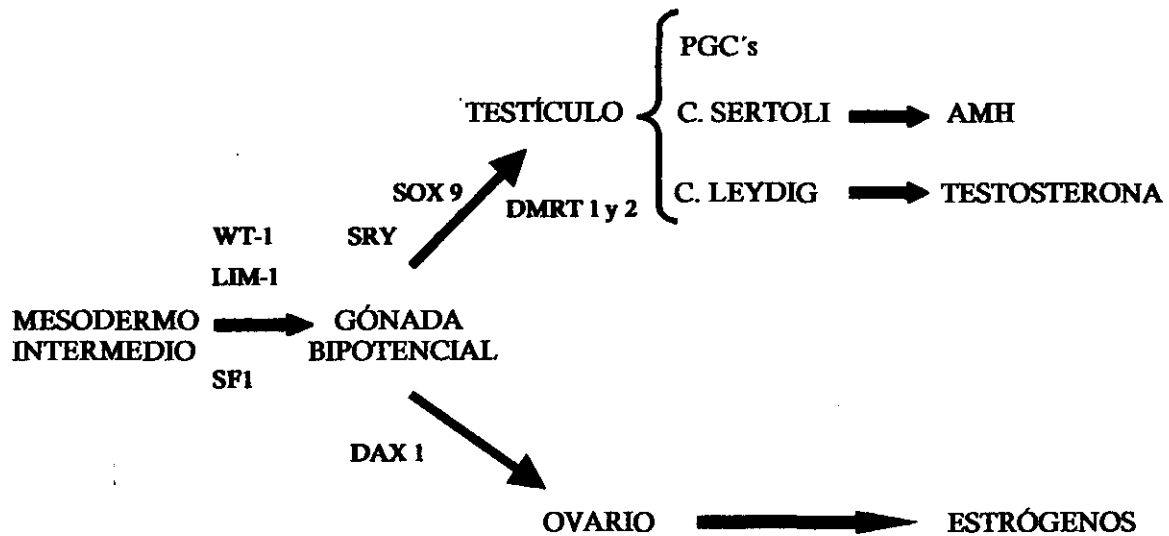 PGC´s
TESTÍCULO
C. SERTOLI
AMH
C. LEYDIG
TESTOSTERONA
SOX 9
DMRT 1 y 2
WT-1
SRY
LIM-1
MESODERMO
INTERMEDIO
GÓNADA
BIPOTENCIAL
SF1
DAX 1
OVARIO
ESTRÓGENOS